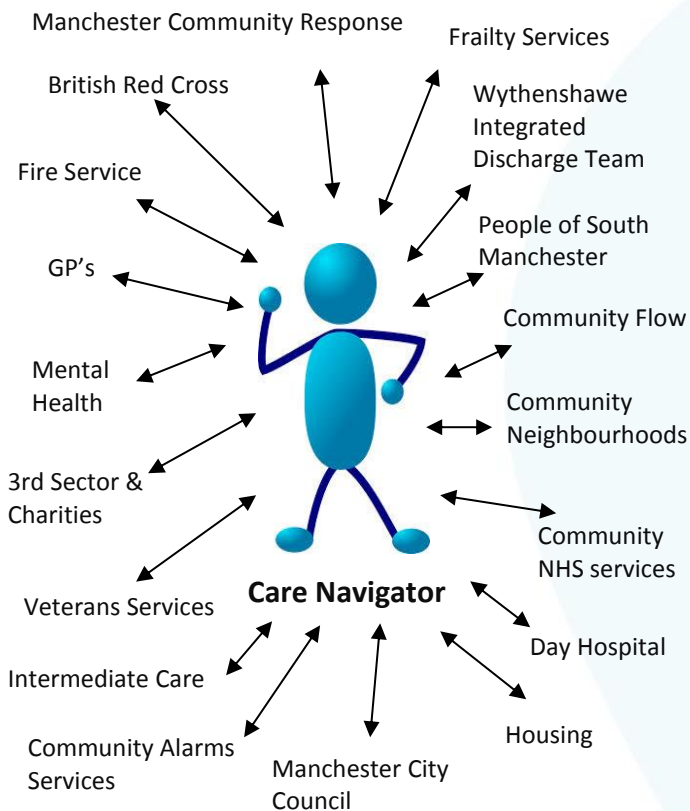 Manchester Community Response
Frailty Services
British Red Cross
Wythenshawe
Integrated
Discharge Team
Fire Service
People of South
Manchester
GP's
Community Flow
Mental
Health
Community
Neighbourhoods
3rd Sector &
Charities
Community
NHS services
Care Navigator
Veterans Services
Day Hospital
Intermediate Care
Housing
Community Alarms
Services
Manchester City
Council